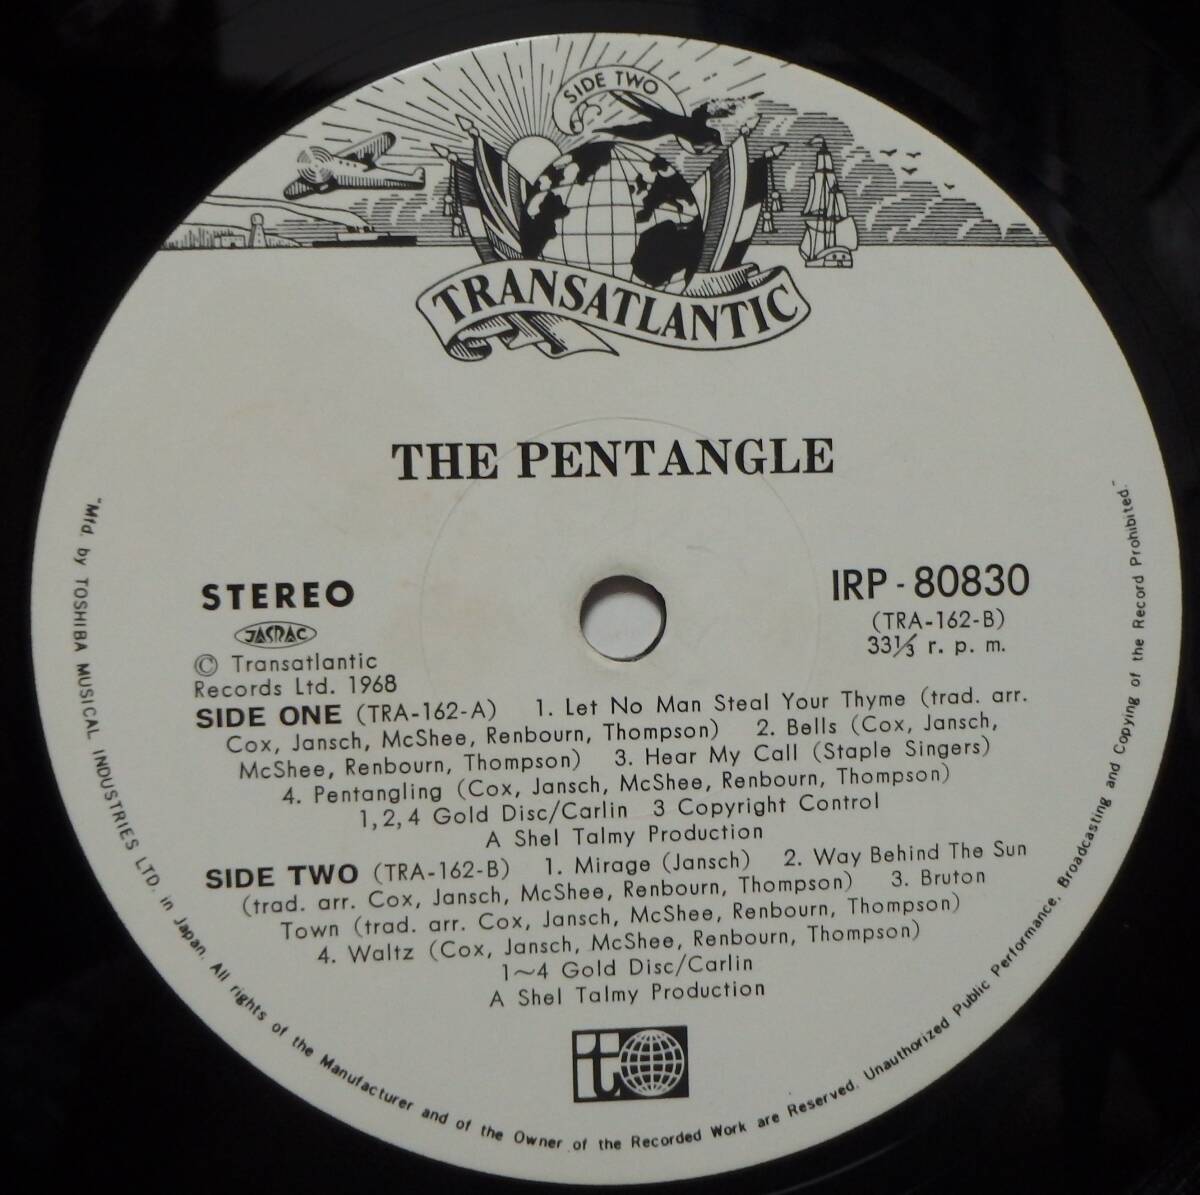 SIDE TWO
TRANSATLANTIC
THE PENTANGLE
STEREO
JASRAC
© Transatlantic
Records Ltd. 1968
IRP-80830
(TRA-162-B)
33⅓ r. p. m.
SIDE ONE (TRA-162-A) 1. Let No Man Steal Your Thyme (trad. arr.
Cox, Jansch, McShee, Renbourn, Thompson) 2. Bells (Cox, Jansch,
McShee, Renbourn, Thompson) 3. Hear My Call (Staple Singers)
4. Pentangling (Cox, Jansch, McShee, Renbourn, Thompson)
1,2,4 Gold Disc/Carlin 3 Copyright Control
A Shel Talmy Production
SIDE TWO (TRA-162-B) 1. Mirage (Jansch) 2. Way Behind The Sun
(trad. arr. Cox, Jansch, McShee, Renbourn, Thompson) 3. Bruton
Town (trad. arr. Cox, Jansch, McShee, Renbourn, Thompson)
4. Waltz (Cox, Jansch, McShee, Renbourn, Thompson)
1~4 Gold Disc/Carlin
A Shel Talmy Production
it
"Mfd. by TOSHIBA MUSICAL INDUSTRIES LTD. in Japan. All rights of the Manufacturer and of the Owner of the Recorded Work are Reserved. Unauthorized Public Performance, Broadcasting and Copying of the Record Prohibited."